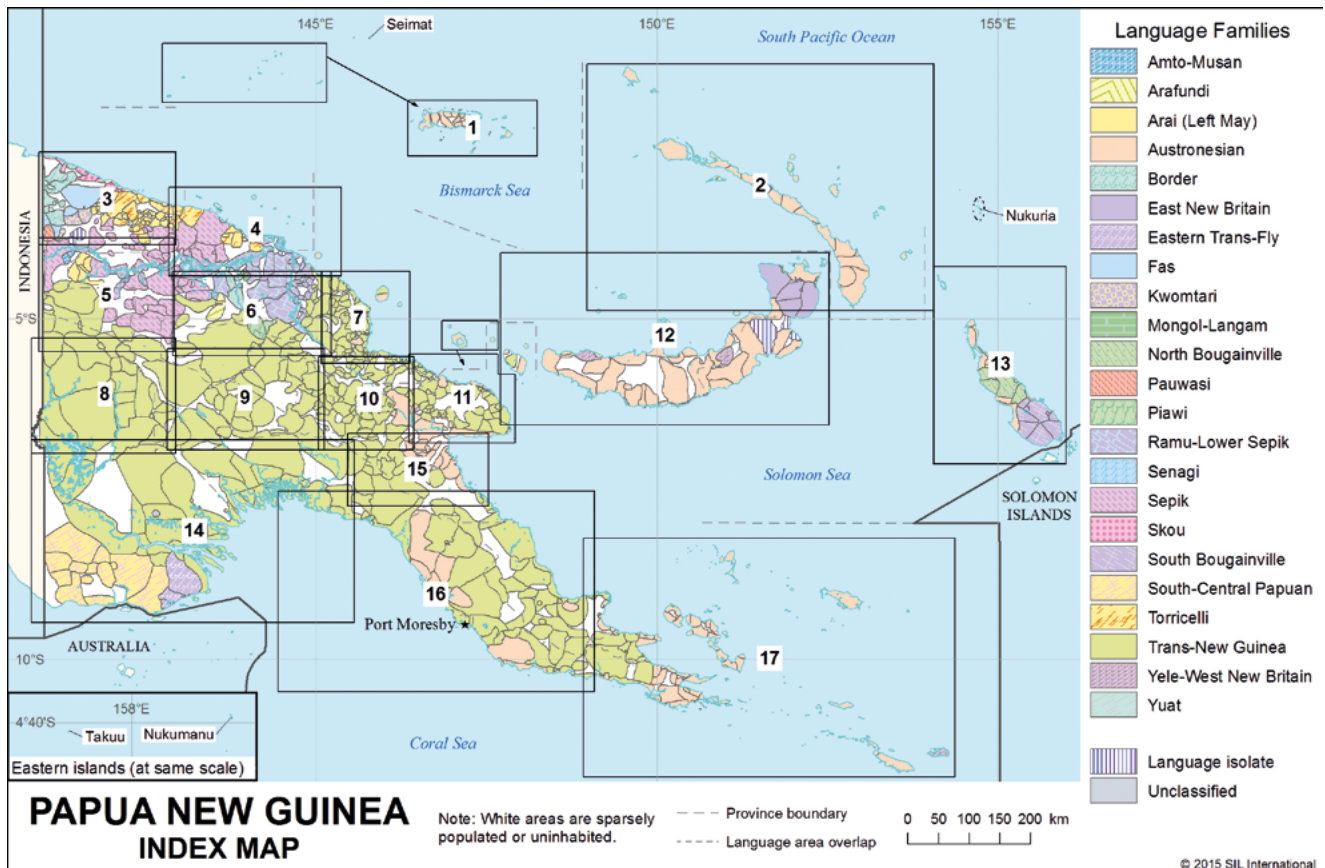 145°E
150°E
155°E
Seimat
South Pacific Ocean
1
Bismarck Sea
2
3
INDONESIA
4
Nukuria
5
6
5°S
7
12
13
8
9
10
11
15
Solomon Sea
SOLOMON
ISLANDS
14
16
Port Moresby
AUSTRALIA
10°S
17
158°E
4°40'S
Takuu
Nukumanu
Eastern islands (at same scale)
Coral Sea
Language Families
Amto-Musan
Arafundi
Arai (Left May)
Austronesian
Border
East New Britain
Eastern Trans-Fly
Fas
Kwomtari
Mongol-Langam
North Bougainville
Pauwasi
Piawi
Ramu-Lower Sepik
Senagi
Sepik
Skou
South Bougainville
South-Central Papuan
Torricelli
Trans-New Guinea
Yele-West New Britain
Yuat
Language isolate
Unclassified
PAPUA NEW GUINEA
INDEX MAP
Note: White areas are sparsely
populated or uninhabited.
Province boundary
Language area overlap
0 50 100 150 200 km
© 2015 SIL International